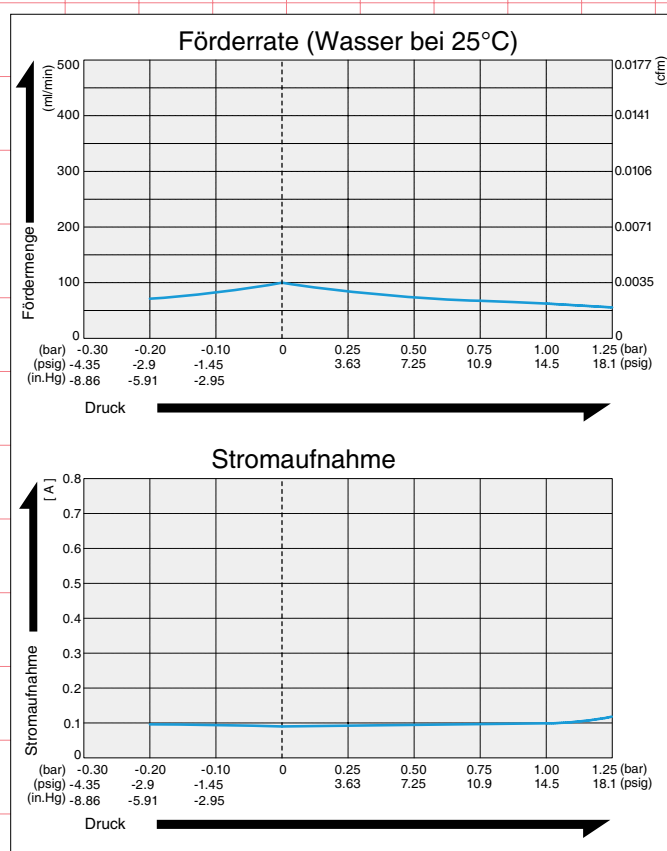 Förderrate (Wasser bei 25°C)
Fördermenge
(ml/min)
(cfm)
500 0.0177
400 0.0141
300 0.0106
200 0.0071
100 0.0035
0 0
(bar) -0.30 -0.20 -0.10 0 0.25 0.50 0.75 1.00 1.25 (bar)
(psig) -4.35 -2.9 -1.45 3.63 7.25 10.9 14.5 18.1 (psig)
(in.Hg) -8.86 -5.91 -2.95
Druck
Stromaufnahme
Stromaufnahme
[ A ]
0.8
0.7
0.6
0.5
0.4
0.3
0.2
0.1
0
(bar) -0.30 -0.20 -0.10 0 0.25 0.50 0.75 1.00 1.25 (bar)
(psig) -4.35 -2.9 -1.45 3.63 7.25 10.9 14.5 18.1 (psig)
(in.Hg) -8.86 -5.91 -2.95
Druck